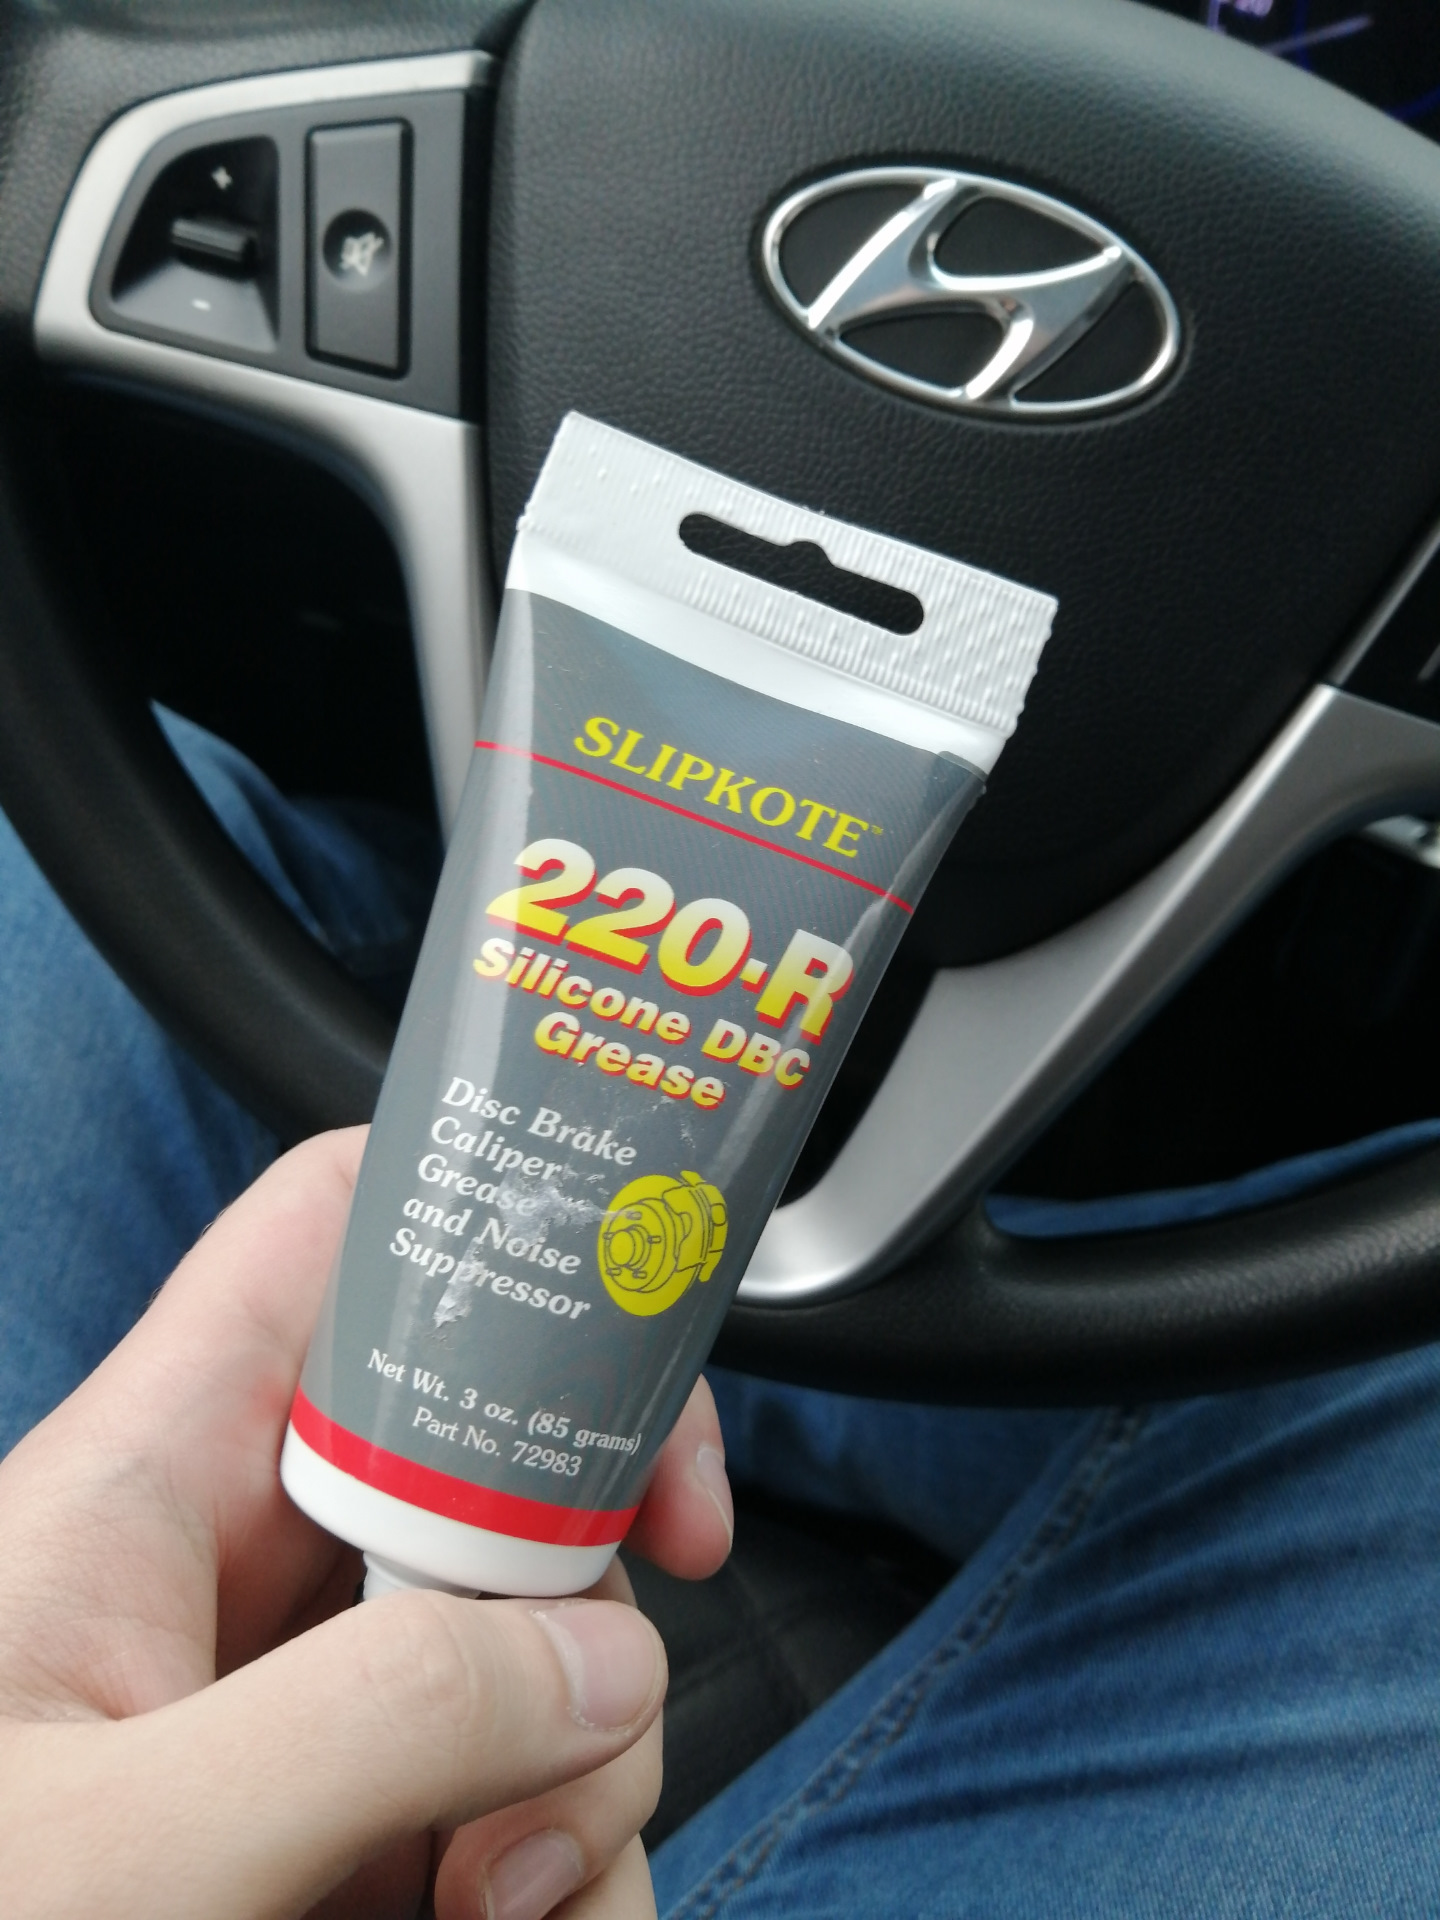 SLIPKOTE™
220-R
Silicone DBC
Grease
Disc Brake
Caliper
Grease
and Noise
Suppressor
Net Wt. 3 oz. (85 grams)
Part No. 72983